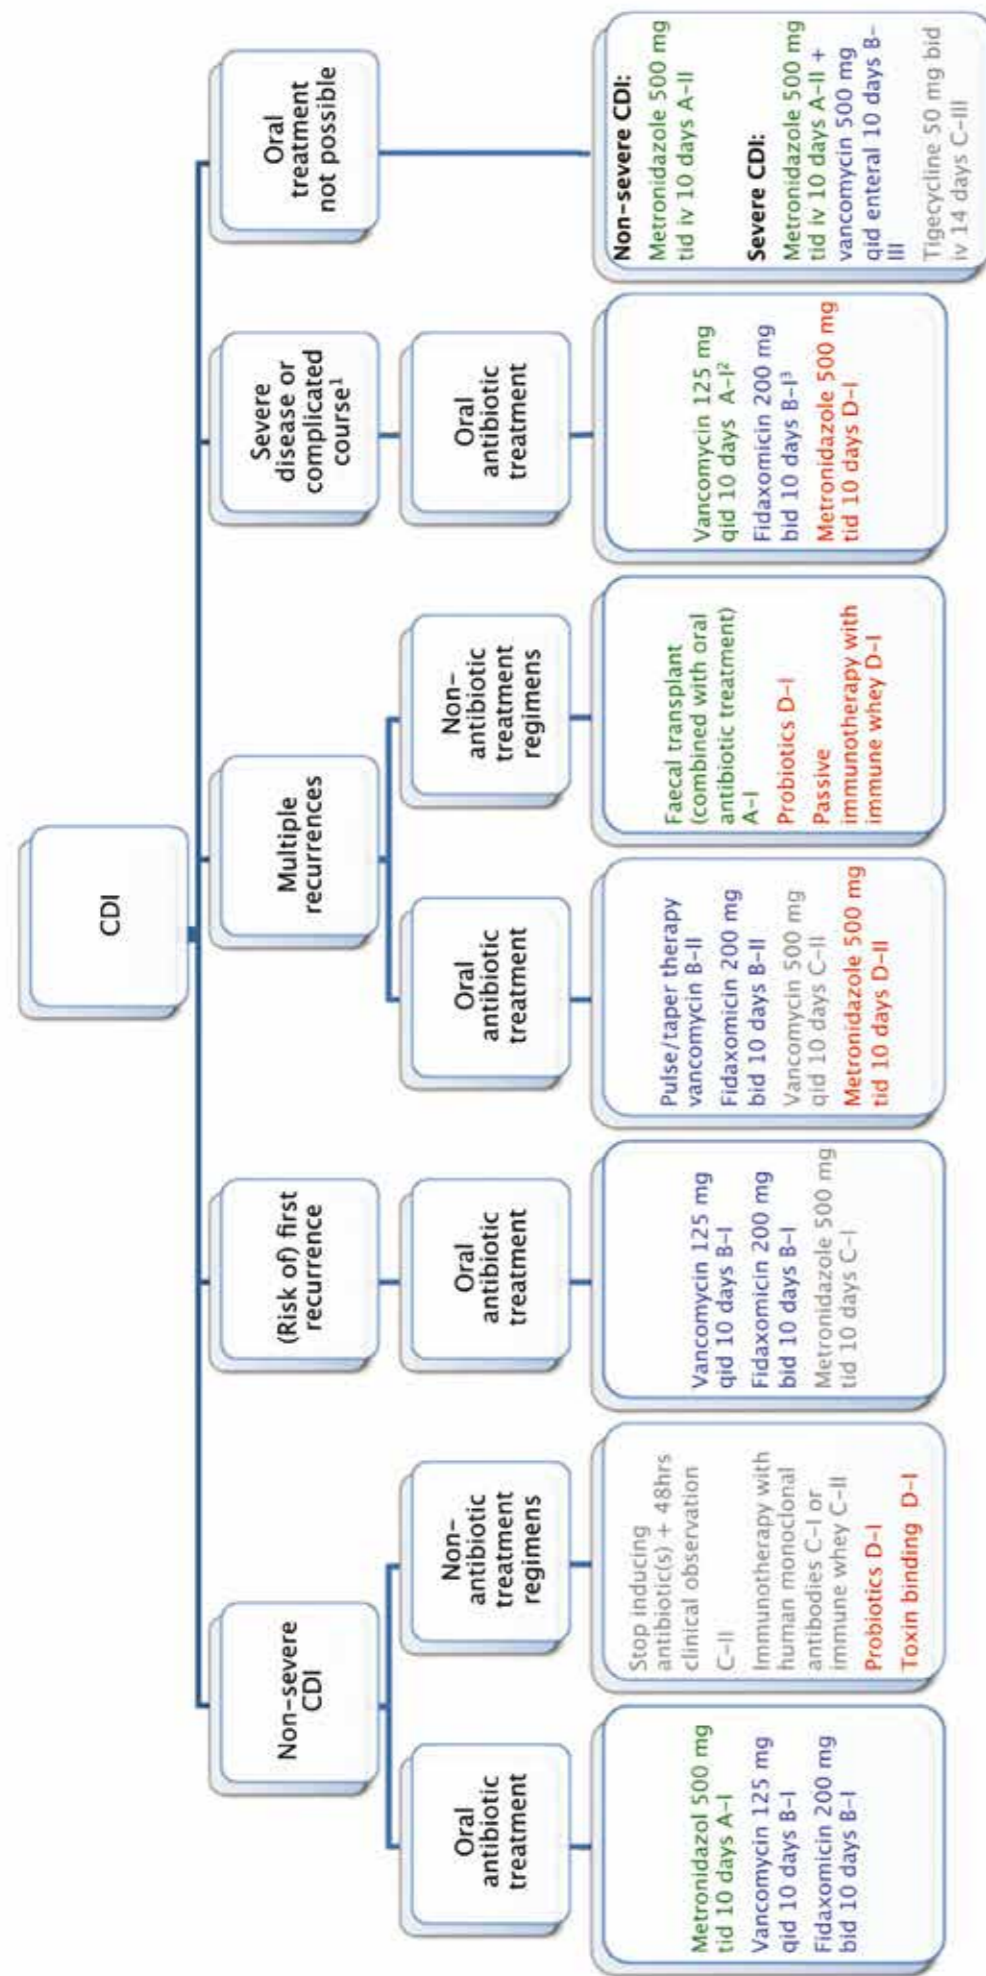 CDI
Non-severe
CDI
(Risk of) first
recurrence
Multiple
recurrences
Severe
disease or
complicated
course¹
Oral
treatment
not possible
Oral
antibiotic
treatment
Non-
antibiotic
treatment
regimens
Oral
antibiotic
treatment
Oral
antibiotic
treatment
Non-
antibiotic
treatment
regimens
Oral
antibiotic
treatment
Metronidazol 500 mg
tid 10 days A-I
Vancomycin 125 mg
qid 10 days B-I
Fidaxomicin 200 mg
bid 10 days B-I
Stop inducing
antibiotic(s) + 48hrs
clinical observation
C-II
Immunotherapy with
human monoclonal
antibodies C-I or
immune whey C-II
Probiotics D-I
Toxin binding D-I
Vancomycin 125 mg
qid 10 days B-I
Fidaxomicin 200 mg
bid 10 days B-I
Metronidazole 500 mg
tid 10 days C-I
Pulse/taper therapy
vancomycin B-II
Fidaxomicin 200 mg
bid 10 days B-II
Vancomycin 500 mg
qid 10 days C-II
Metronidazole 500 mg
tid 10 days D-II
Faecal transplant
(combined with oral
antibiotic treatment)
A-I
Probiotics D-I
Passive
immunotherapy with
immune whey D-I
Vancomycin 125 mg
qid 10 days A-I²
Fidaxomicin 200 mg
bid 10 days B-I³
Metronidazole 500 mg
tid 10 days D-I
Non-severe CDI:
Metronidazole 500 mg
tid iv 10 days A-II
Severe CDI:
Metronidazole 500 mg
tid iv 10 days A-II +
vancomycin 500 mg
qid enteral 10 days B-
III
Tigecycline 50 mg bid
iv 14 days C-III